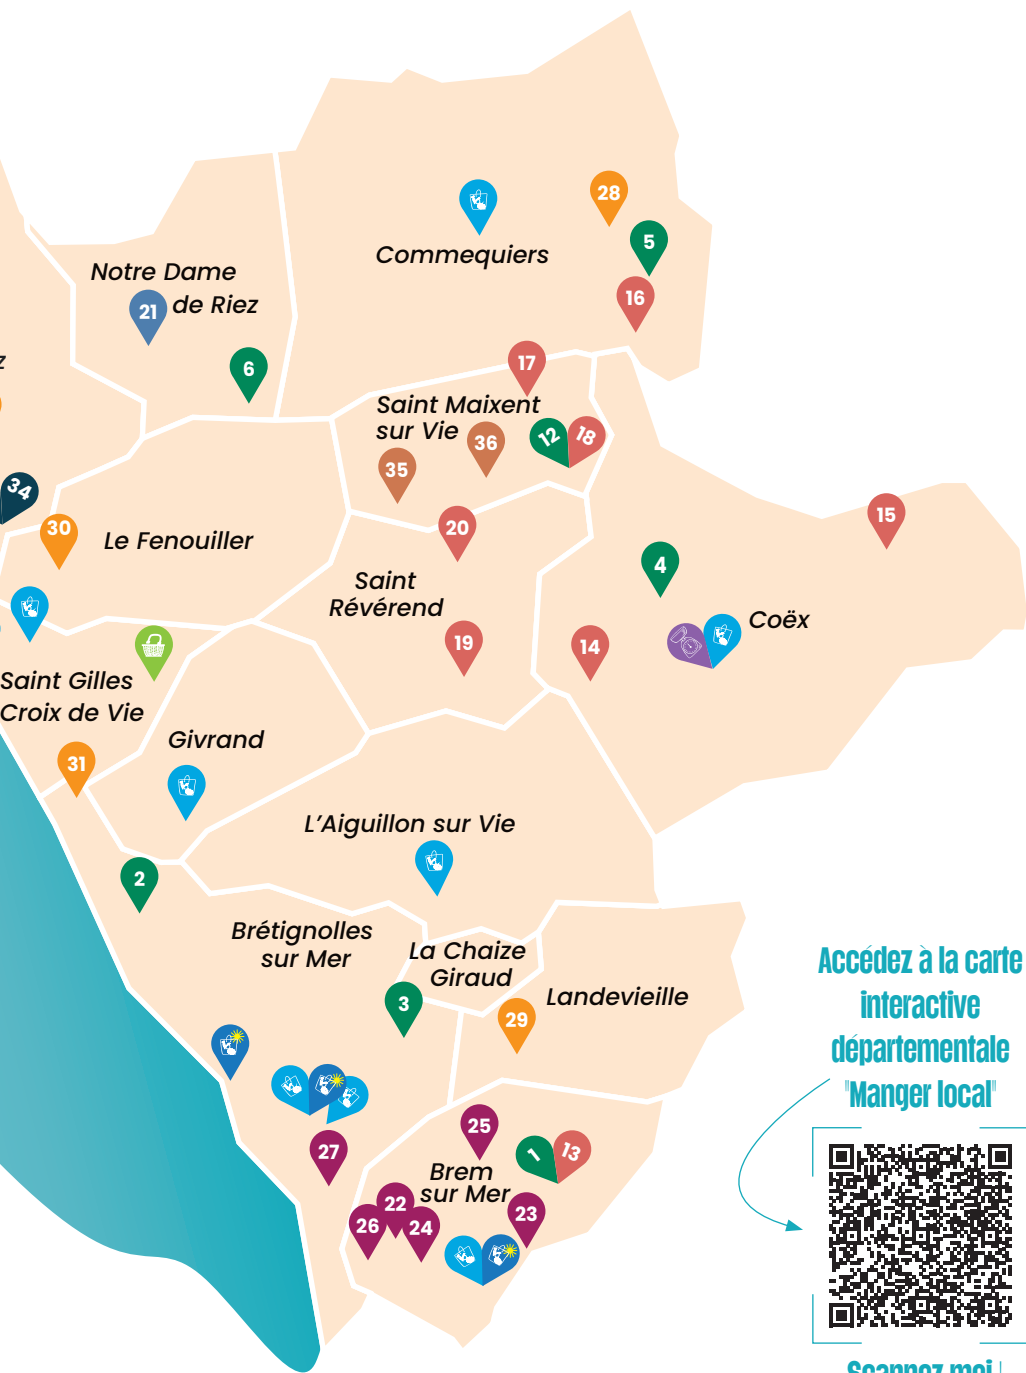 28
Commequiers
5
Notre Dame
21 de Riez
16
z
6
17
Saint Maixent
sur Vie
36
12 18
35
34
15
30
20
Le Fenouiller
4
Saint
Révérend
Coëx
19
14
Saint Gilles
Croix de Vie
Givrand
31
L'Aiguillon sur Vie
2
Brétignolles
sur Mer
La Chaize
Giraud
Landevieille
3
29
Accédez à la carte
interactive
départementale
"Manger local"
25
27
1 13
Brem
sur Mer
22
26
24
23
Scannez moi !